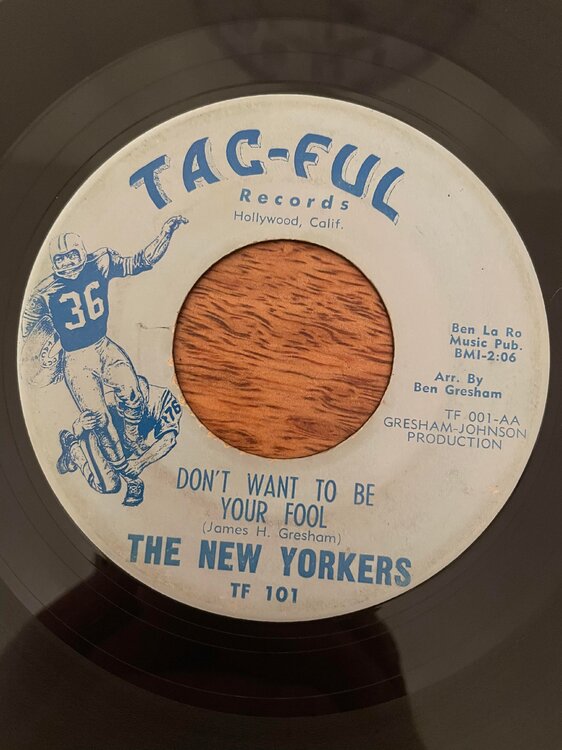 TAC-FUL
Records
Hollywood, Calif.
36
76
Ben La Ro
Music Pub.
BMI-2:06
Arr. By
Ben Gresham
TF 001-AA
GRESHAM-JOHNSON
PRODUCTION
DON'T WANT TO BE
YOUR FOOL
(James H. Gresham)
THE NEW YORKERS
TF 101